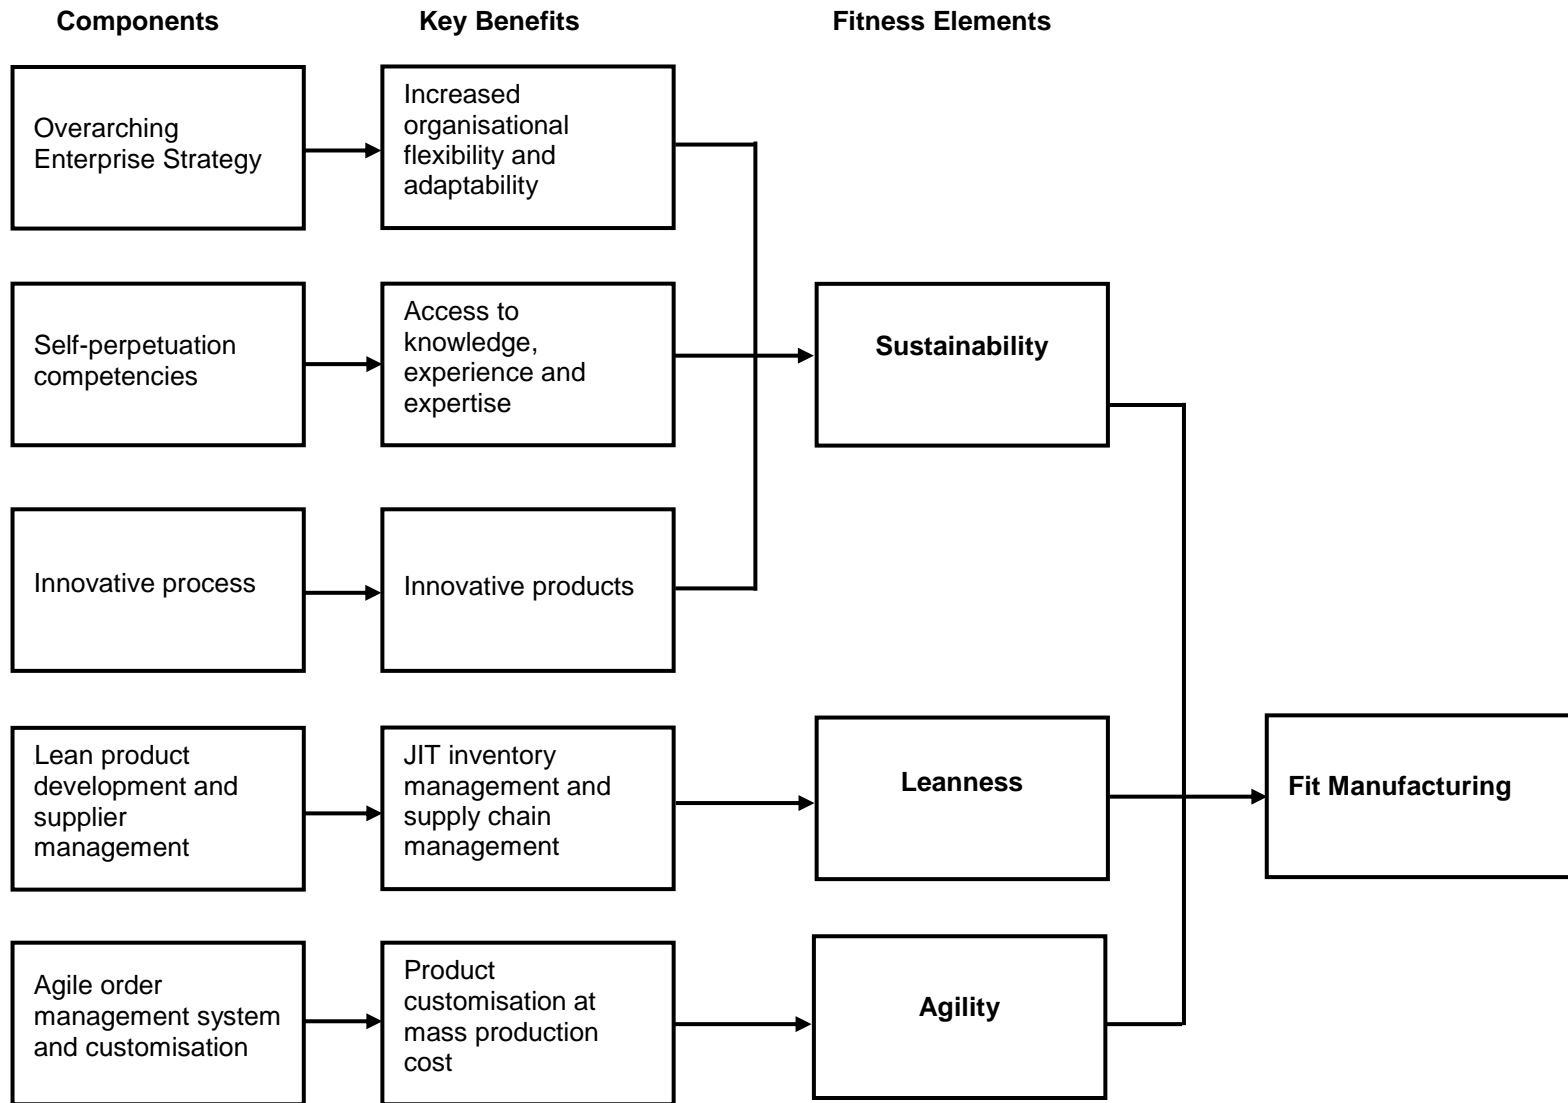 Components
Key Benefits
Fitness Elements
Overarching
Enterprise Strategy
Increased
organisational
flexibility and
adaptability
Self-perpetuation
competencies
Access to
knowledge,
experience and
expertise
Sustainability
Innovative process
Innovative products
Lean product
development and
supplier
management
JIT inventory
management and
supply chain
management
Leanness
Fit Manufacturing
Agile order
management system
and customisation
Product
customisation at
mass production
cost
Agility